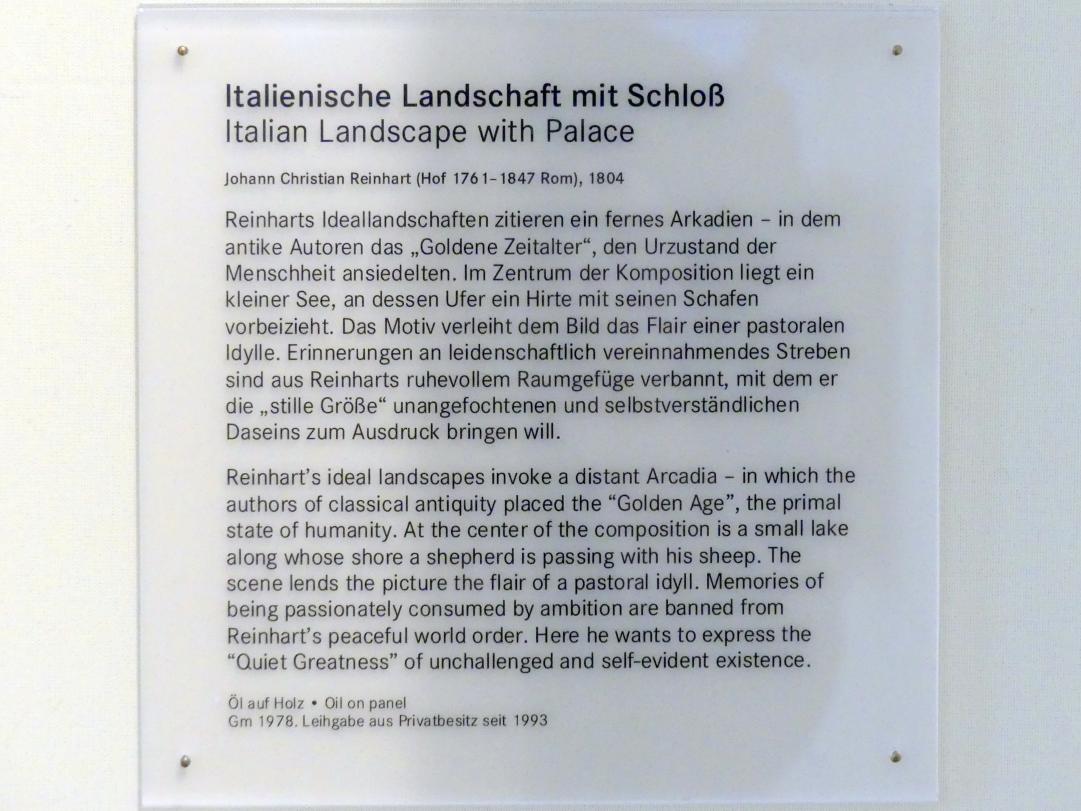 Italienische Landschaft mit Schloß
Italian Landscape with Palace
Johann Christian Reinhart (Hof 1761–1847 Rom), 1804
Reinharts Ideallandschaften zitieren ein fernes Arkadien – in dem
antike Autoren das „Goldene Zeitalter“, den Urzustand der
Menschheit ansiedelten. Im Zentrum der Komposition liegt ein
kleiner See, an dessen Ufer ein Hirte mit seinen Schafen
vorbeizieht. Das Motiv verleiht dem Bild das Flair einer pastoralen
Idylle. Erinnerungen an leidenschaftlich vereinnahmendes Streben
sind aus Reinharts ruhevollem Raumgefüge verbannt, mit dem er
die „stille Größe“ unangefochtenen und selbstverständlichen
Daseins zum Ausdruck bringen will.
Reinhart’s ideal landscapes invoke a distant Arcadia – in which the
authors of classical antiquity placed the “Golden Age”, the primal
state of humanity. At the center of the composition is a small lake
along whose shore a shepherd is passing with his sheep. The
scene lends the picture the flair of a pastoral idyll. Memories of
being passionately consumed by ambition are banned from
Reinhart’s peaceful world order. Here he wants to express the
“Quiet Greatness” of unchallenged and self-evident existence.
Öl auf Holz • Oil on panel
Gm 1978. Leihgabe aus Privatbesitz seit 1993